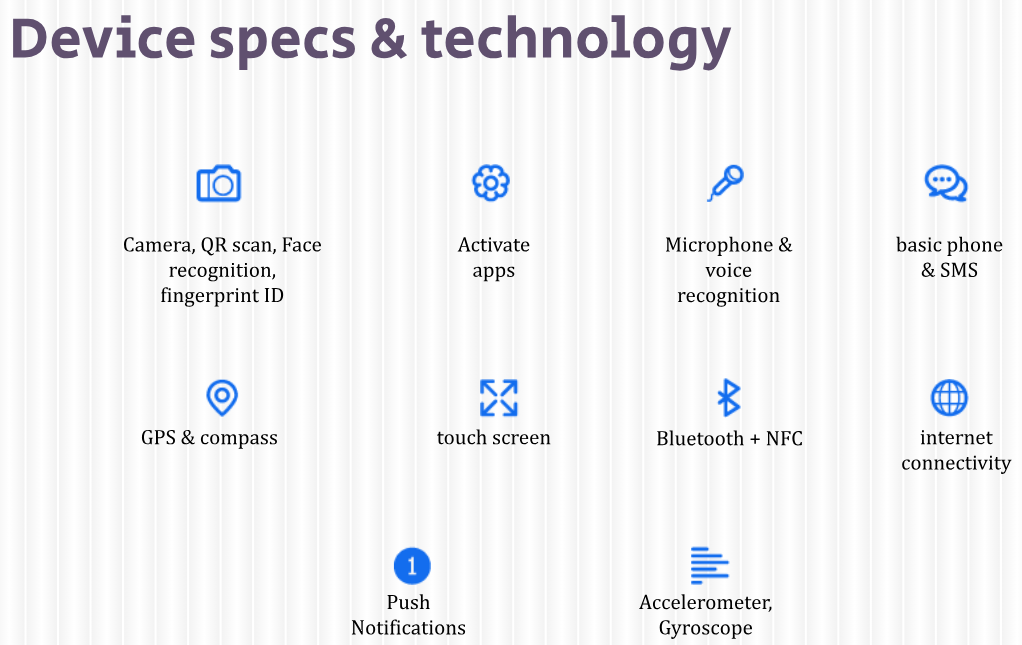 Device specs & technology
Camera, QR scan, Face
recognition,
fingerprint ID
Activate
apps
Microphone &
voice
recognition
basic phone
& SMS
GPS & compass
touch screen
Bluetooth + NFC
internet
connectivity
1
Push
Notifications
Accelerometer,
Gyroscope